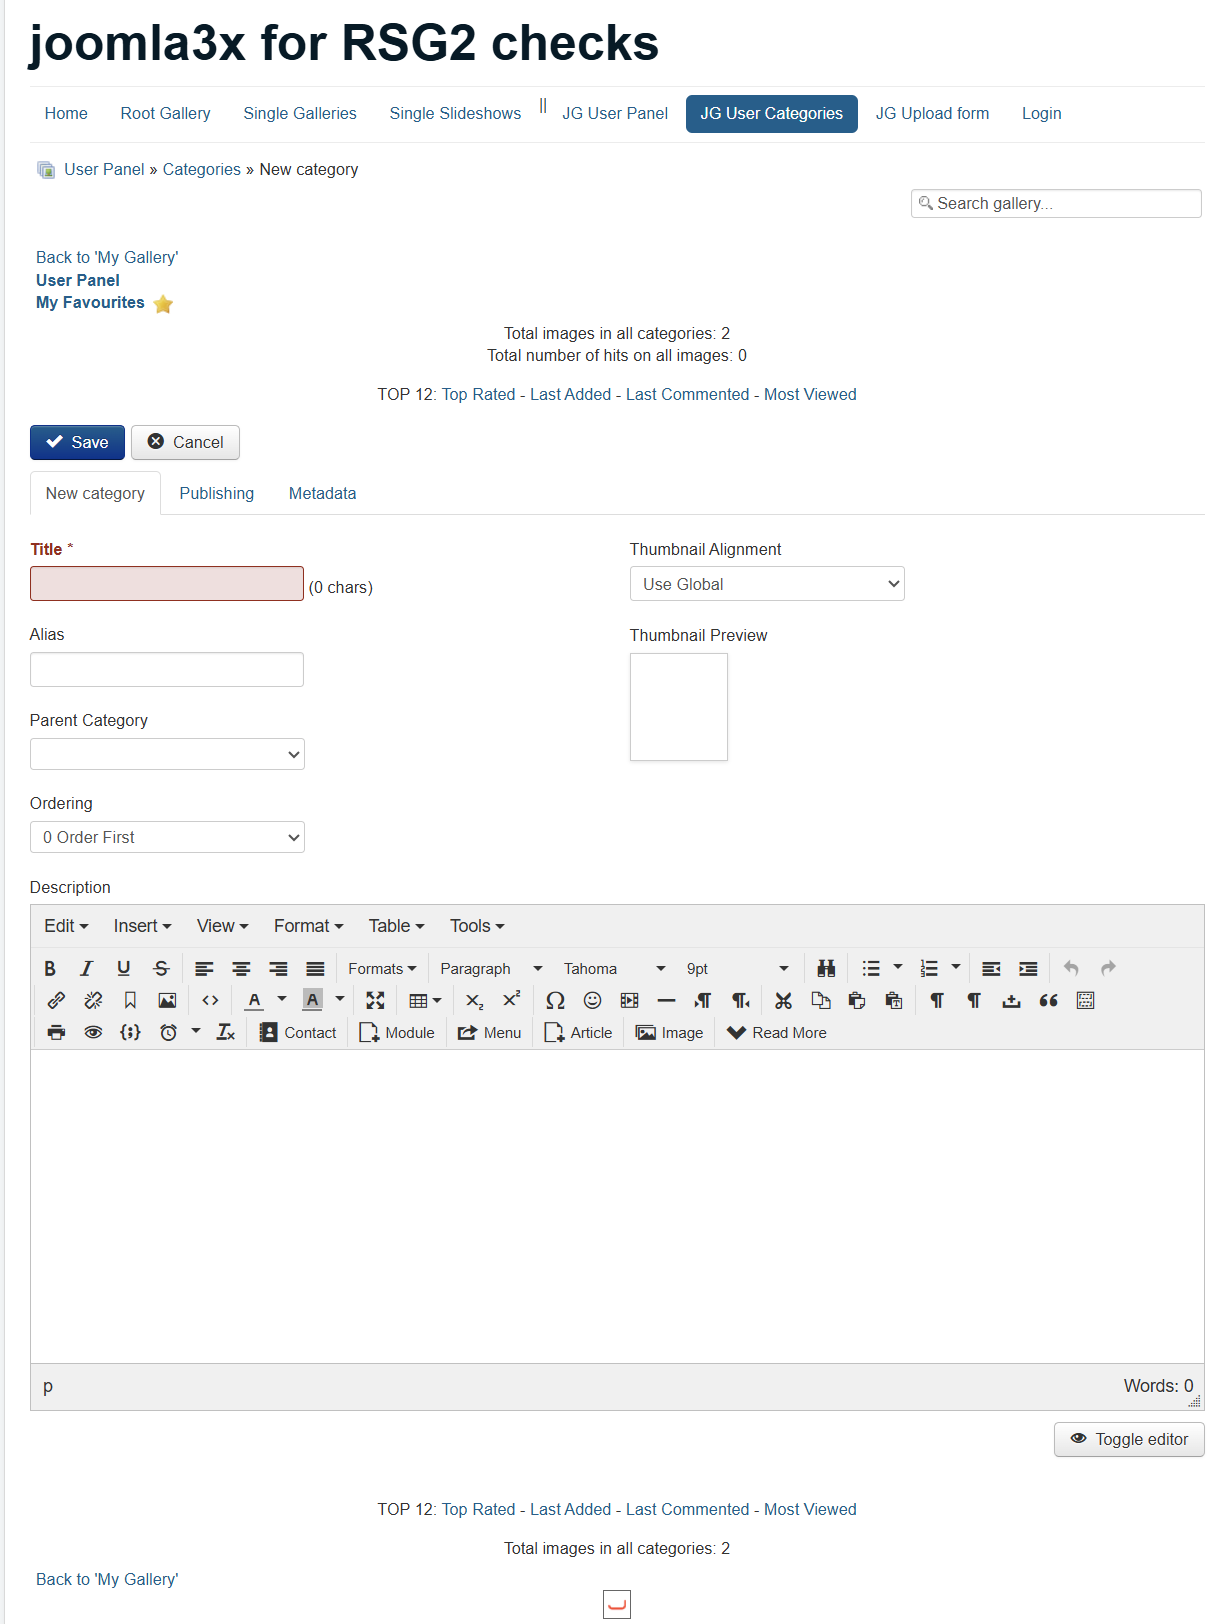 joomla3x for RSG2 checks
Home Root Gallery Single Galleries Single Slideshows || JG User Panel JG User Categories JG Upload form Login
User Panel » Categories » New category
Search gallery...
Back to 'My Gallery'
User Panel
My Favourites
Total images in all categories: 2
Total number of hits on all images: 0
TOP 12: Top Rated - Last Added - Last Commented - Most Viewed
Save Cancel
New category Publishing Metadata
Title *
(0 chars)
Alias
Parent Category
Ordering
0 Order First
Thumbnail Alignment
Use Global
Thumbnail Preview
Description
Edit Insert View Format Table Tools
Formats Paragraph Tahoma 9pt
Contact Module Menu Article Image Read More
p
Words: 0
Toggle editor
TOP 12: Top Rated - Last Added - Last Commented - Most Viewed
Total images in all categories: 2
Back to 'My Gallery'